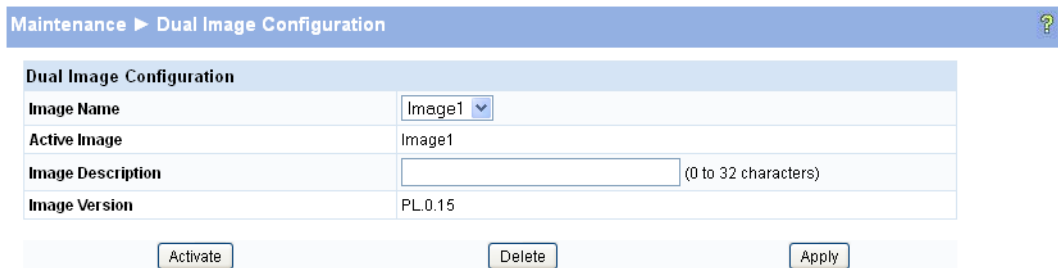 Maintenance ► Dual Image Configuration ?
Dual Image Configuration
Image Name Image1
Active Image Image1
Image Description (0 to 32 characters)
Image Version PL.0.15
Activate Delete Apply